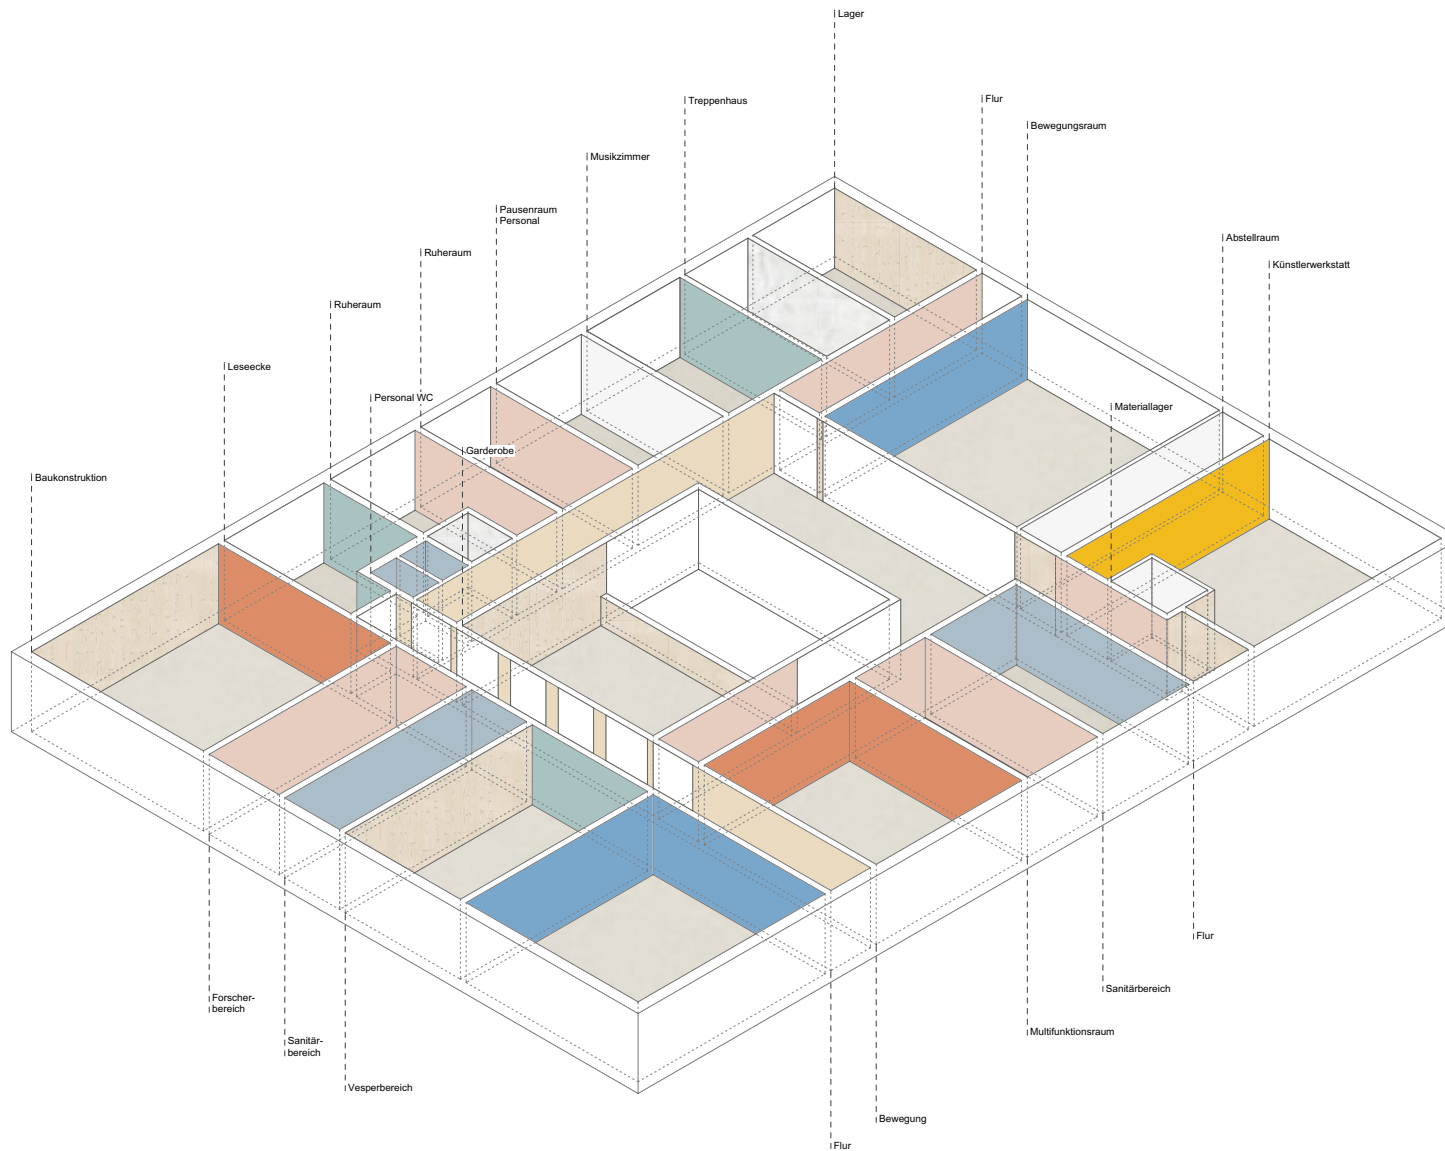 Lager
Treppenhaus
Flur
Bewegungsraum
Musikzimmer
Pausenraum
Personal
Abstellraum
Ruheraum
Künstlerwerkstatt
Ruheraum
Leseecke
Personal WC
Materiallager
Garderobe
Baukonstruktion
Flur
Sanitärbereich
Forscher-
bereich
Multifunktionsraum
Sanitär-
bereich
Vesperbereich
Bewegung
Flur